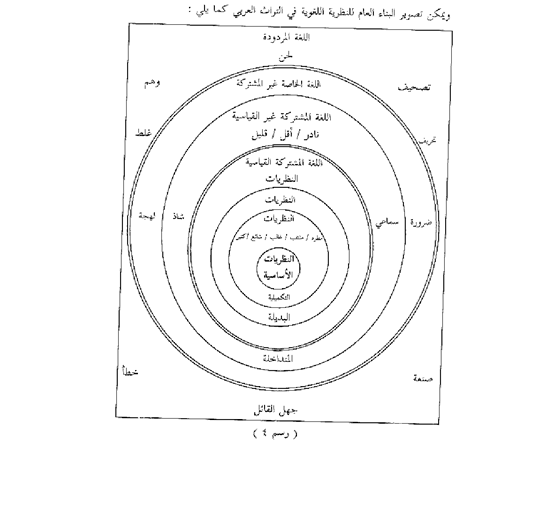 ويمكن تصوير البناء العام للنظرية اللغوية في التراث العربي كما يلي :
اللغة المردودة
لحن
تصحيف
وهم
اللغة الخاصة غير المشتركة
اللغة المشتركة غير القياسية
نادر / أقل / قليل
تحريف
غلط
اللغة المشتركة القياسية
النظريات
النظريات
النظريات
ضرورة
سماعي
شاذ
لهجة
مطرد / منتخب / غالب / شائع / كثير
النظريات
الأساسية
التكميلة
البديلة
المتداخلة
صنعة
خطأ
جهل القائل
( رسم ٤ )